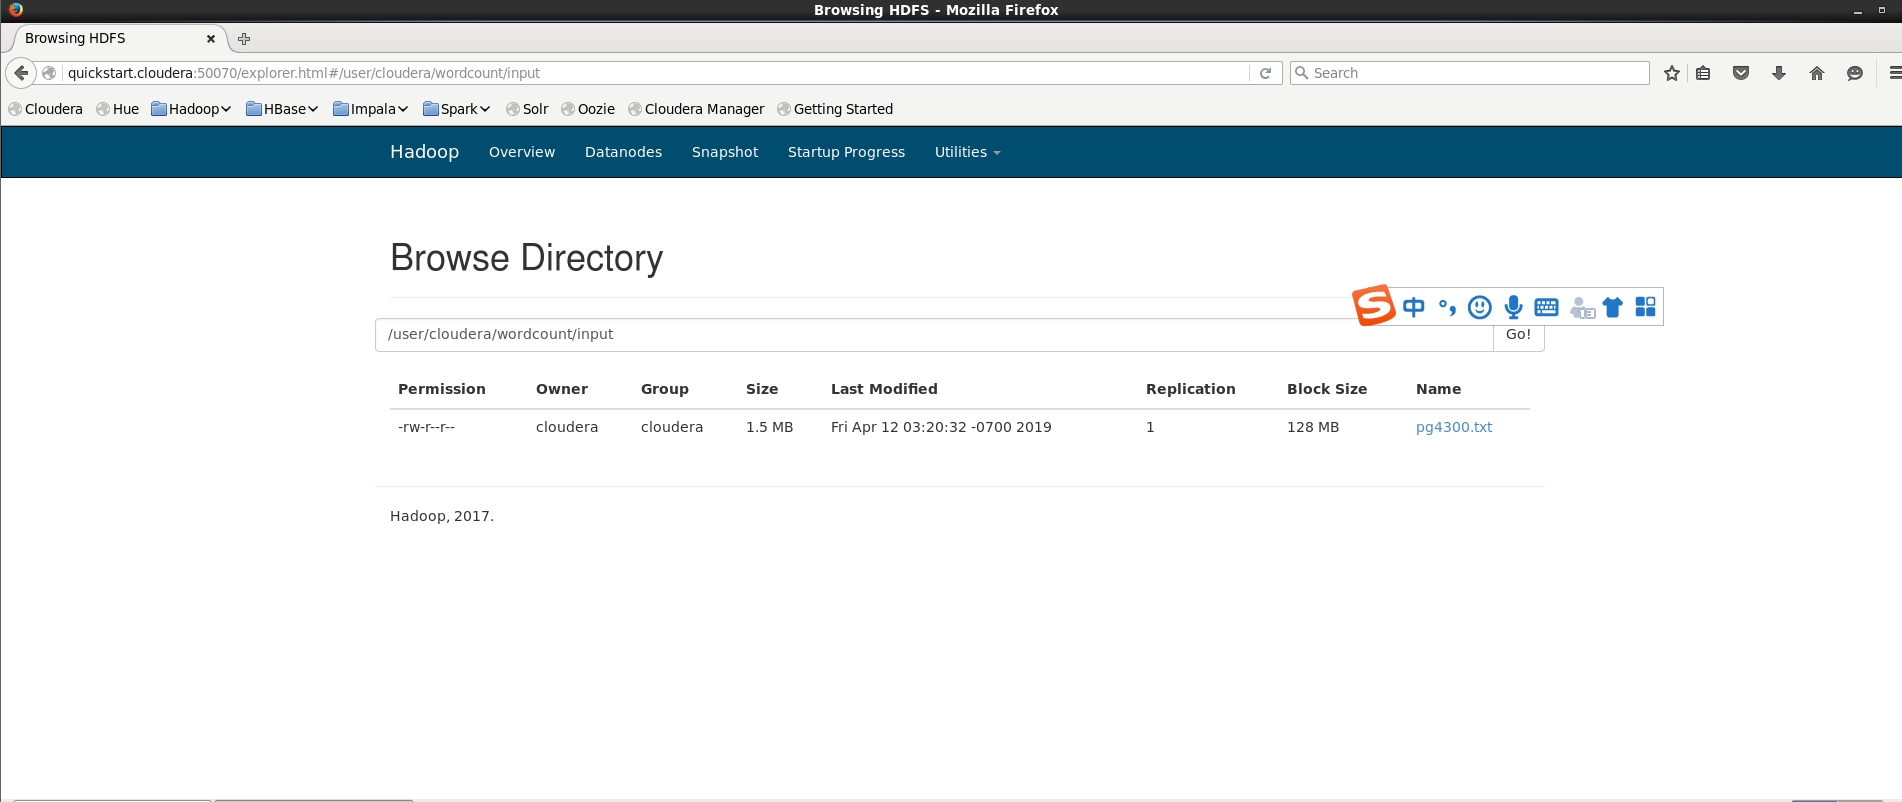 Browsing HDFS - Mozilla Firefox
Browsing HDFS
quickstart.cloudera:50070/explorer.html#/user/cloudera/wordcount/input
Search
Cloudera Hue Hadoop HBase Impala Spark Solr Oozie Cloudera Manager Getting Started
Hadoop Overview Datanodes Snapshot Startup Progress Utilities
Browse Directory
S 中 °,
/user/cloudera/wordcount/input Go!
Permission Owner Group Size Last Modified Replication Block Size Name
-rw-r--r-- cloudera cloudera 1.5 MB Fri Apr 12 03:20:32 -0700 2019 1 128 MB pg4300.txt
Hadoop, 2017.